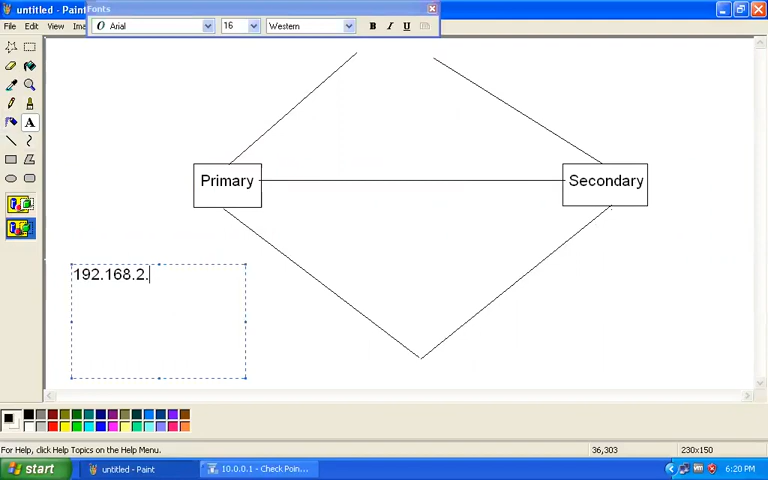 untitled - Paint
Fonts
File Edit View Ima
Arial 16 Western B I U
Primary Secondary
192.168.2.
A
For Help, click Help Topics on the Help Menu. 36,303 230x150
start untitled - Paint 10.0.0.1 - Check Poin... 6:20 PM